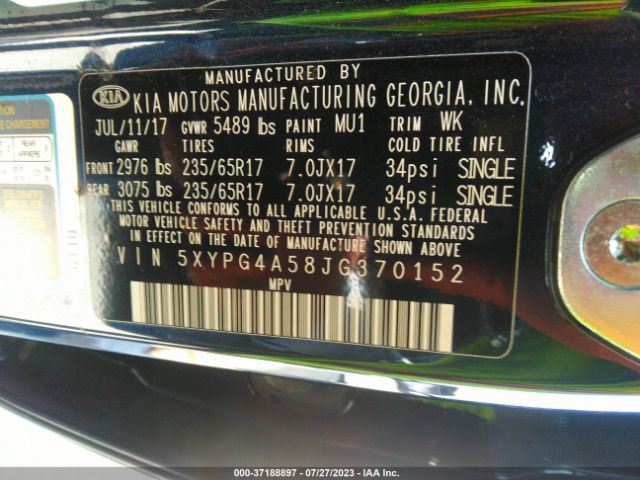 MANUFACTURED BY
KIA KIA MOTORS MANUFACTURING GEORGIA, INC.
JUL/11/17 GVWR 5489 lbs PAINT MU1 TRIM WK
GAWR TIRES RIMS COLD TIRE INFL
FRONT 2976 lbs 235/65R17 7.0JX17 34psi SINGLE
REAR 3075 lbs 235/65R17 7.0JX17 34psi SINGLE
THIS VEHICLE CONFORMS TO ALL APPLICABLE U.S.A. FEDERAL
MOTOR VEHICLE SAFETY AND THEFT PREVENTION STANDARDS
IN EFFECT ON THE DATE OF MANUFACTURE SHOWN ABOVE.
VIN 5XYPG4A58JG370152
MPV
000-37188897 / 07/27/2023 - IAA Inc.